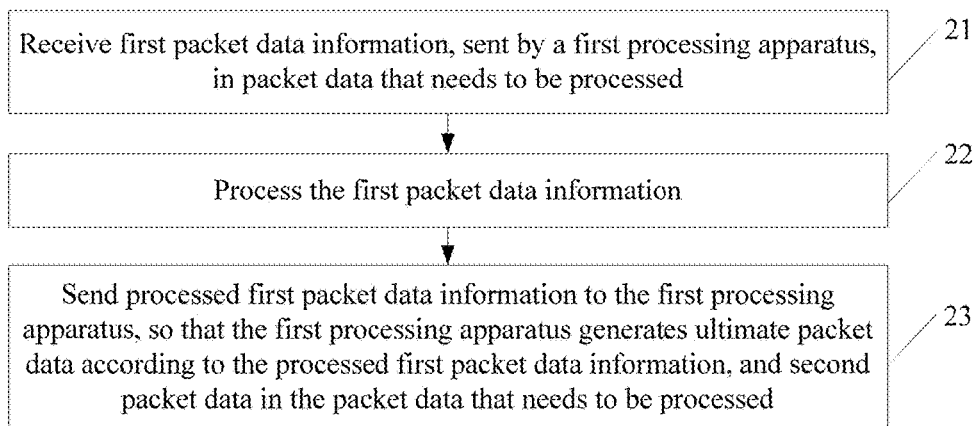 Receive first packet data information, sent by a first processing apparatus,
in packet data that needs to be processed
21
Process the first packet data information
22
Send processed first packet data information to the first processing
apparatus, so that the first processing apparatus generates ultimate packet
data according to the processed first packet data information, and second
packet data in the packet data that needs to be processed
23